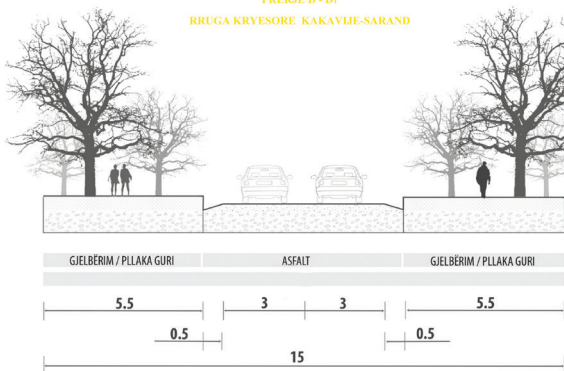 PRERJE D - D:
RRUGA KRYESORE KAKAVIJE-SARAND
GJELBËRIM / PLLAKA GURI ASFALT GJELBËRIM / PLLAKA GURI
5.5 3 3 5.5
0.5 0.5
15